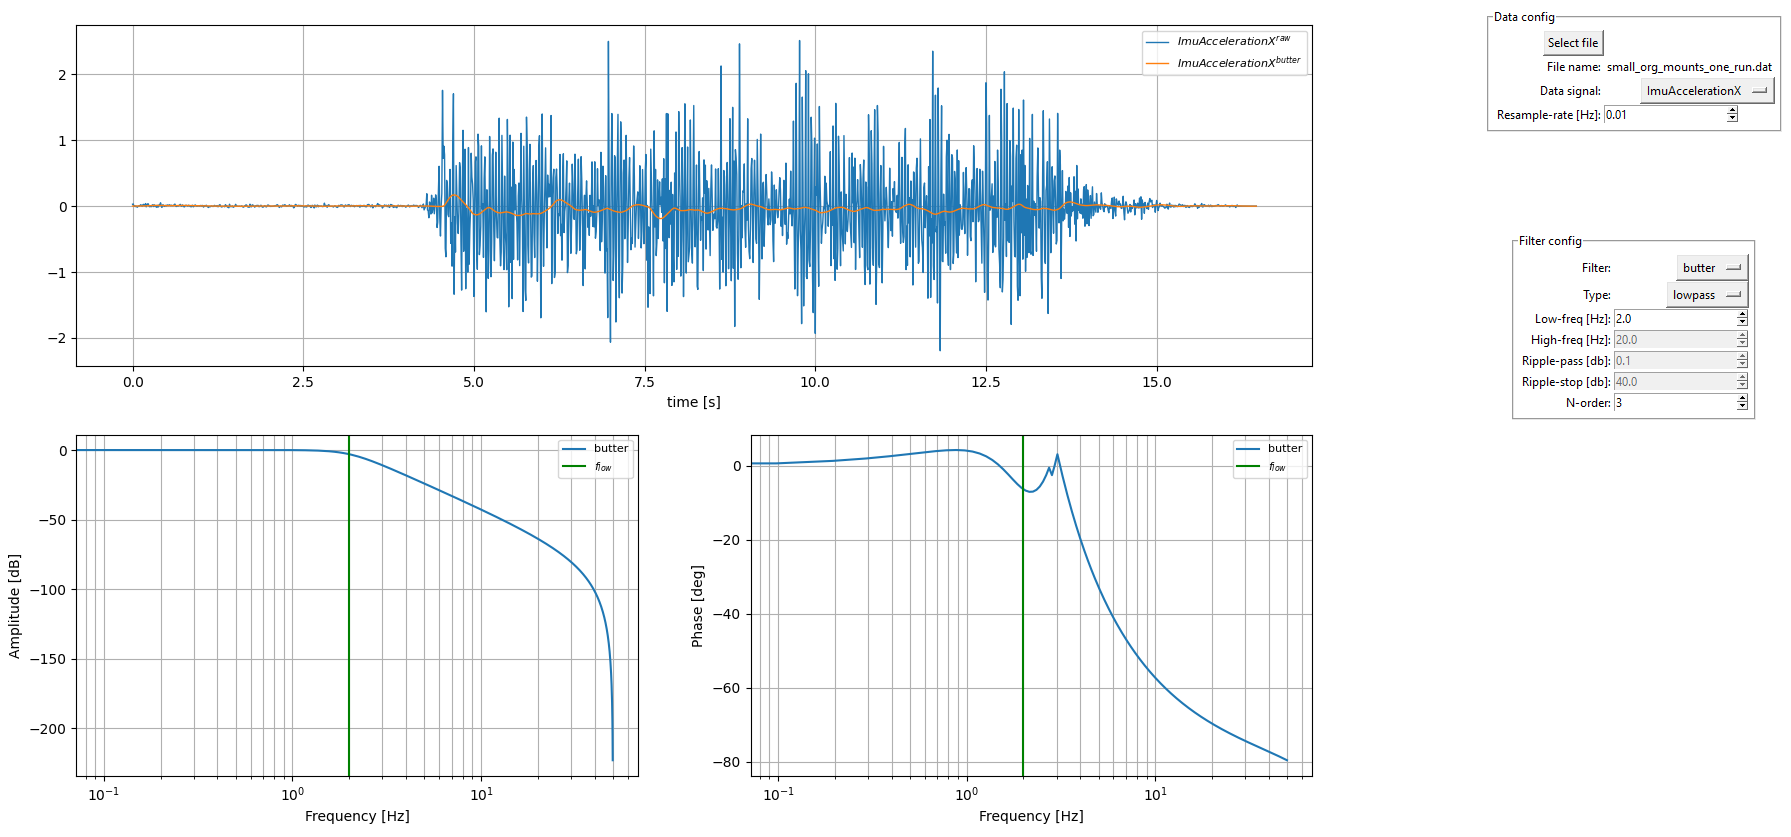 2
1
0
−1
−2
0.0
2.5
5.0
7.5
10.0
12.5
15.0
time [s]
ImuAccelerationX^raw
ImuAccelerationX^butter
0
−50
−100
−150
−200
Amplitude [dB]
10^−1
10^0
10^1
Frequency [Hz]
butter
f_low
0
−20
−40
−60
−80
Phase [deg]
10^−1
10^0
10^1
Frequency [Hz]
butter
f_low
Data config
Select file
File name: small_org_mounts_one_run.dat
Data signal: ImuAccelerationX
Resample-rate [Hz]: 0.01
Filter config
Filter: butter
Type: lowpass
Low-freq [Hz]: 2.0
High-freq [Hz]: 20.0
Ripple-pass [db]: 0.1
Ripple-stop [db]: 40.0
N-order: 3